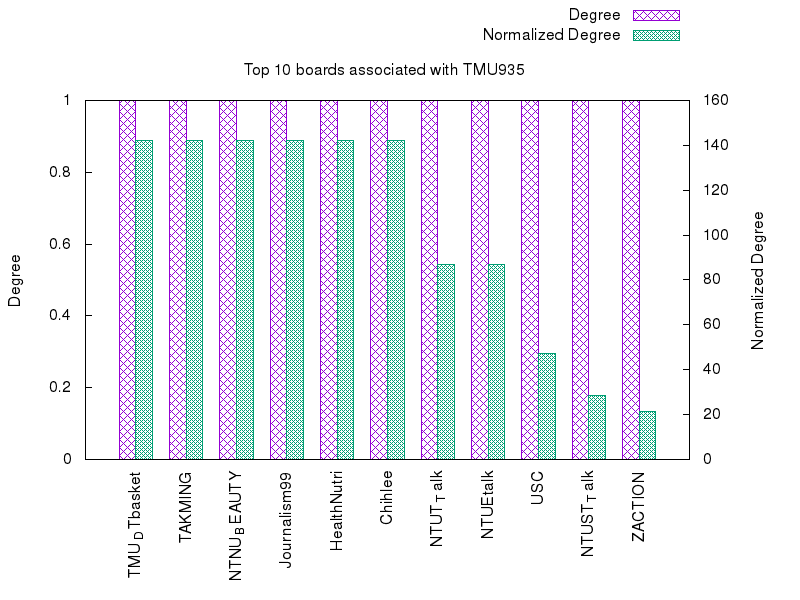 Degree
Normalized Degree
Top 10 boards associated with TMU935
1
0.8
0.6
0.4
0.2
0
160
140
120
100
80
60
40
20
0
Degree
Normalized Degree
TMU_DTbasket
TAKMING
NTNU_BEAUTY
Journalism99
HealthNutri
Chihlee
NTUT_Talk
NTUEtalk
USC
NTUST_Talk
ZACTION